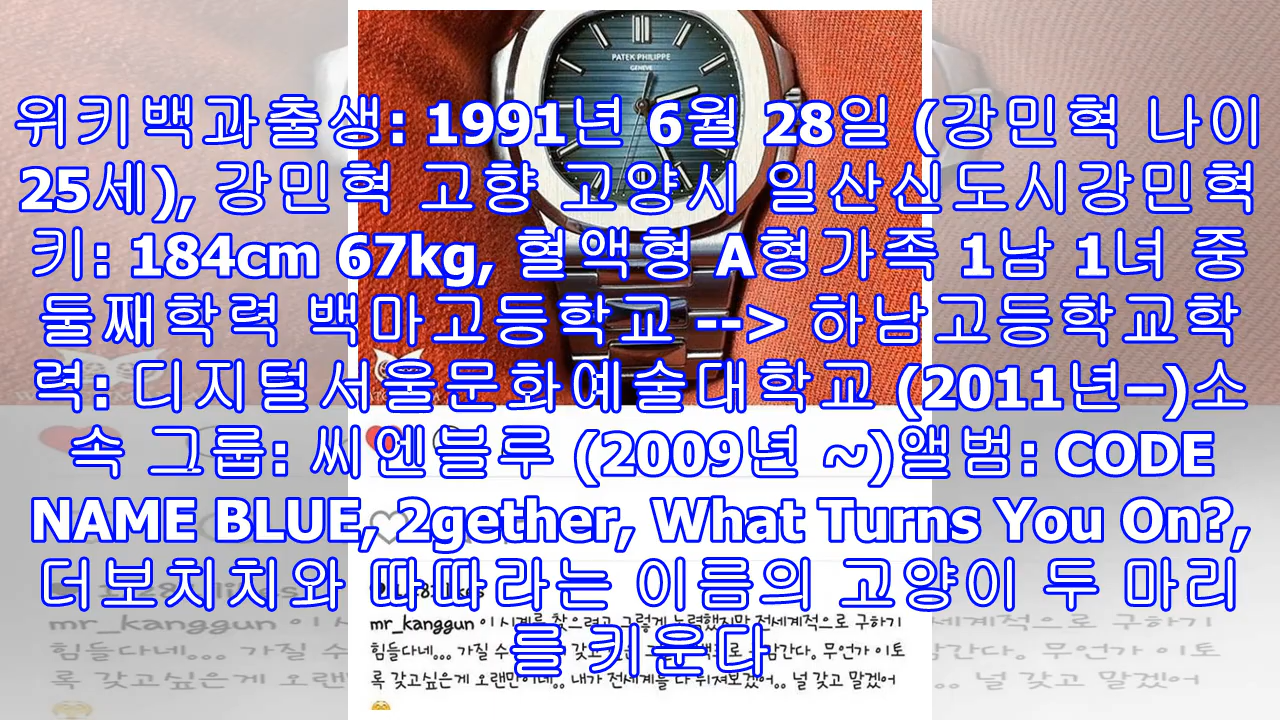 PATEK PHILIPPE
GENEVE
위키백과출생: 1991년 6월 28일 (강민혁 나이
25세), 강민혁 고향 고양시 일산신도시강민혁
키: 184cm 67kg, 혈액형 A형가족 1남 1녀 중
둘째학력 백마고등학교 --> 하남고등학교학
력: 디지털서울문화예술대학교 (2011년–)소
속 그룹: 씨엔블루 (2009년 ~)앨범: CODE
NAME BLUE, 2gether, What Turns You On?,
더보치치와 따따라는 이름의 고양이 두 마리
를 키운다
likes
mr_kanggun 이 시계를 찾으려고 그렇게 노력했지만 전세계적으로 구하기
힘들다네... 가질 수 갖고 남간다. 무언가 이토
록 갖고싶은게 오랜만이네.. 내가 전세계를 다 뒤져보겠어.. 널 갖고 말겠어